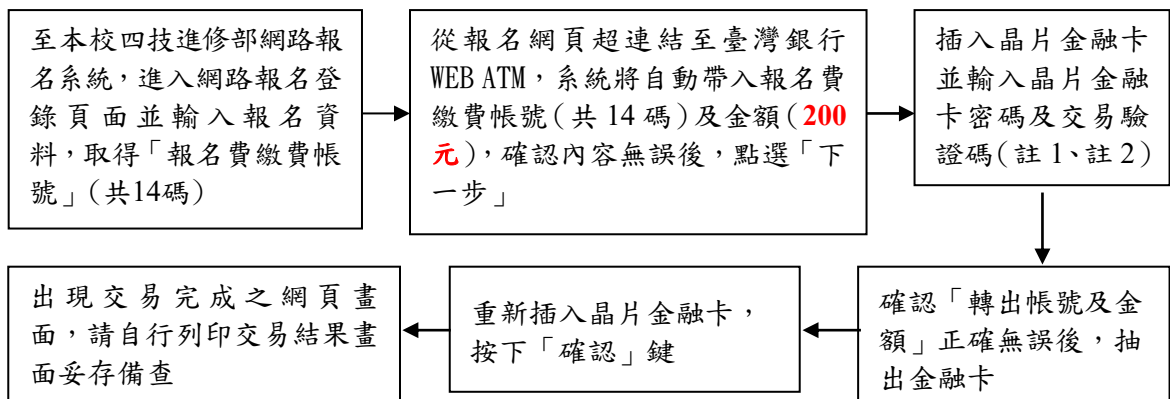 至本校四技進修部網路報
名系統，進入網路報名登
錄頁面並輸入報名資
料，取得「報名費繳費帳
號」(共14碼)
從報名網頁超連結至臺灣銀行
WEB ATM，系統將自動帶入報名費
繳費帳號(共 14 碼)及金額(200
元)，確認內容無誤後，點選「下
一步」
插入晶片金融卡
並輸入晶片金融
卡密碼及交易驗
證碼(註 1、註 2)
確認「轉出帳號及金
額」正確無誤後，抽
出金融卡
重新插入晶片金融卡，
按下「確認」鍵
出現交易完成之網頁畫
面，請自行列印交易結果畫
面妥存備查